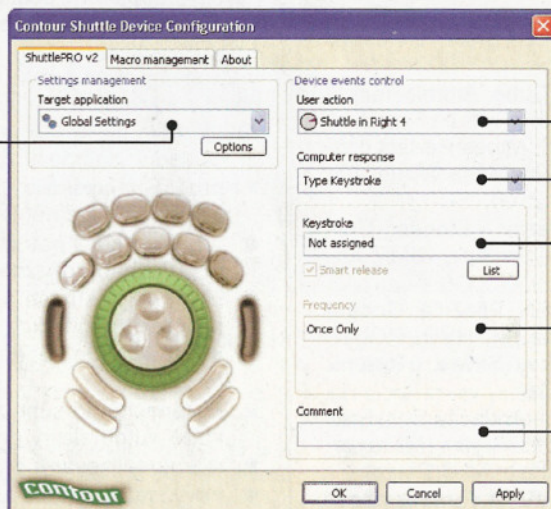 Contour Shuttle Device Configuration
ShuttlePRO v2
Macro management
About
Settings management
Target application
Global Settings
Options
Device events control
User action
Shuttle in Right 4
Computer response
Type Keystroke
Keystroke
Not assigned
Smart release
List
Frequency
Once Only
Comment
contour
OK
Cancel
Apply